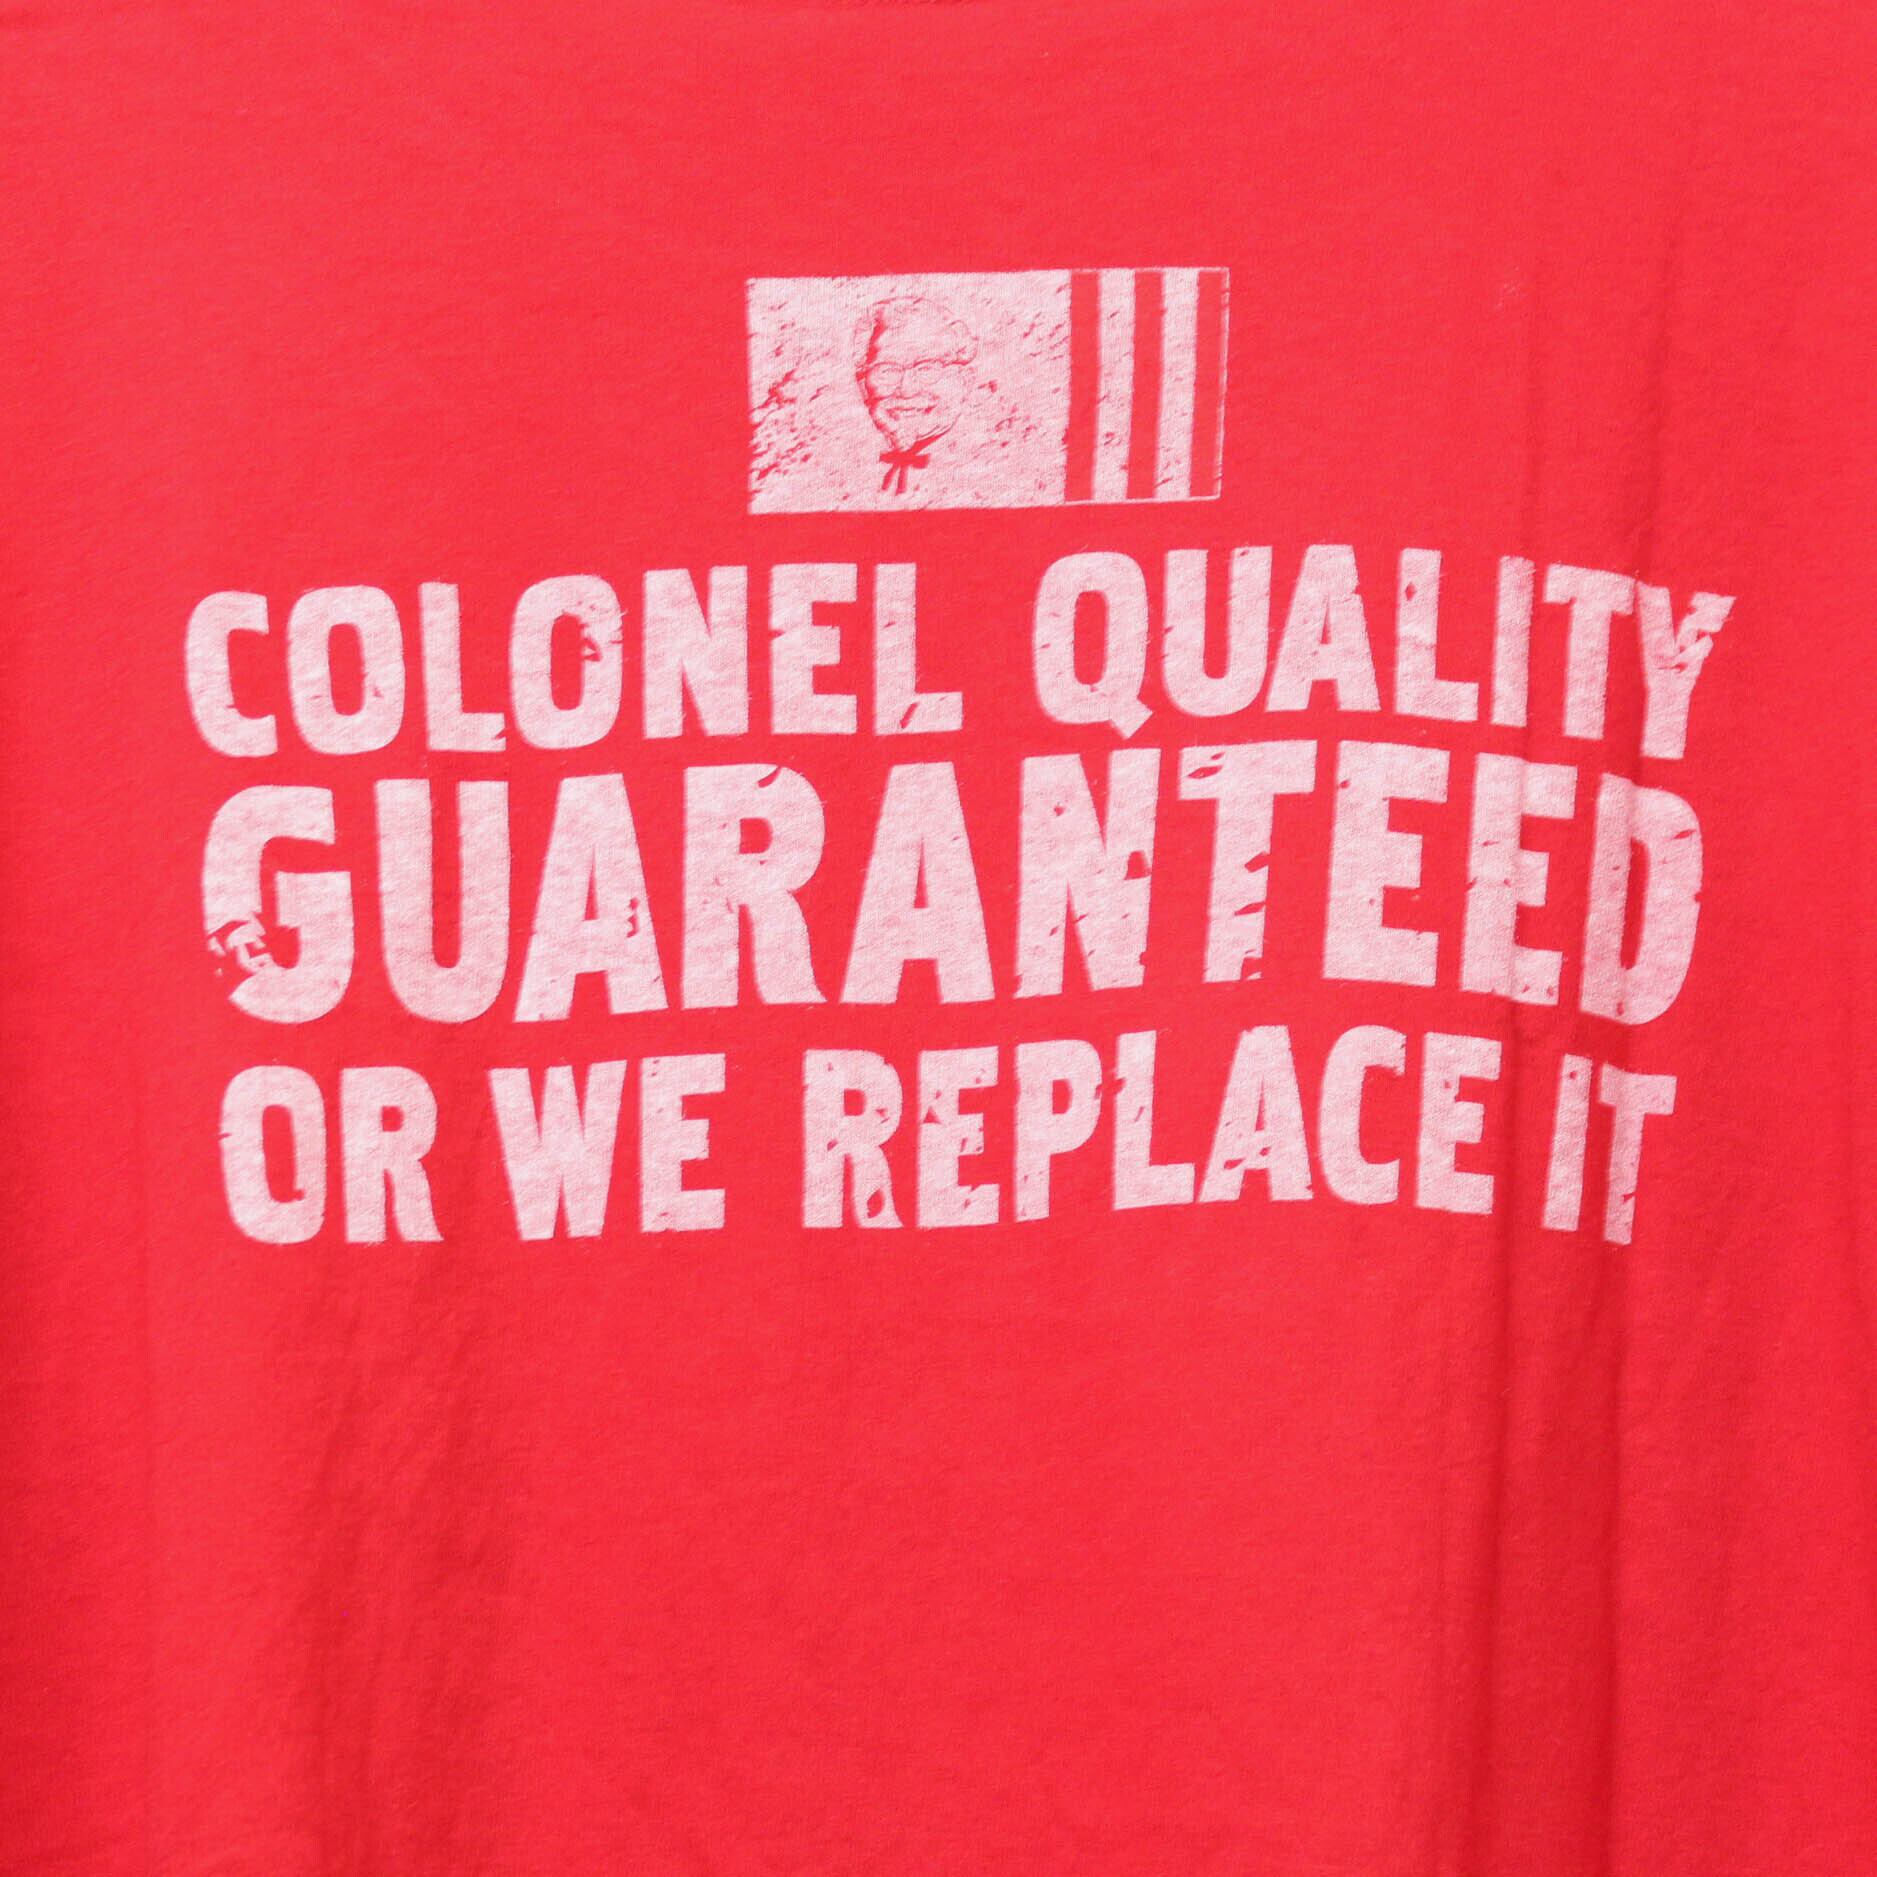 COLONEL QUALITY
GUARANTEED
OR WE REPLACE IT